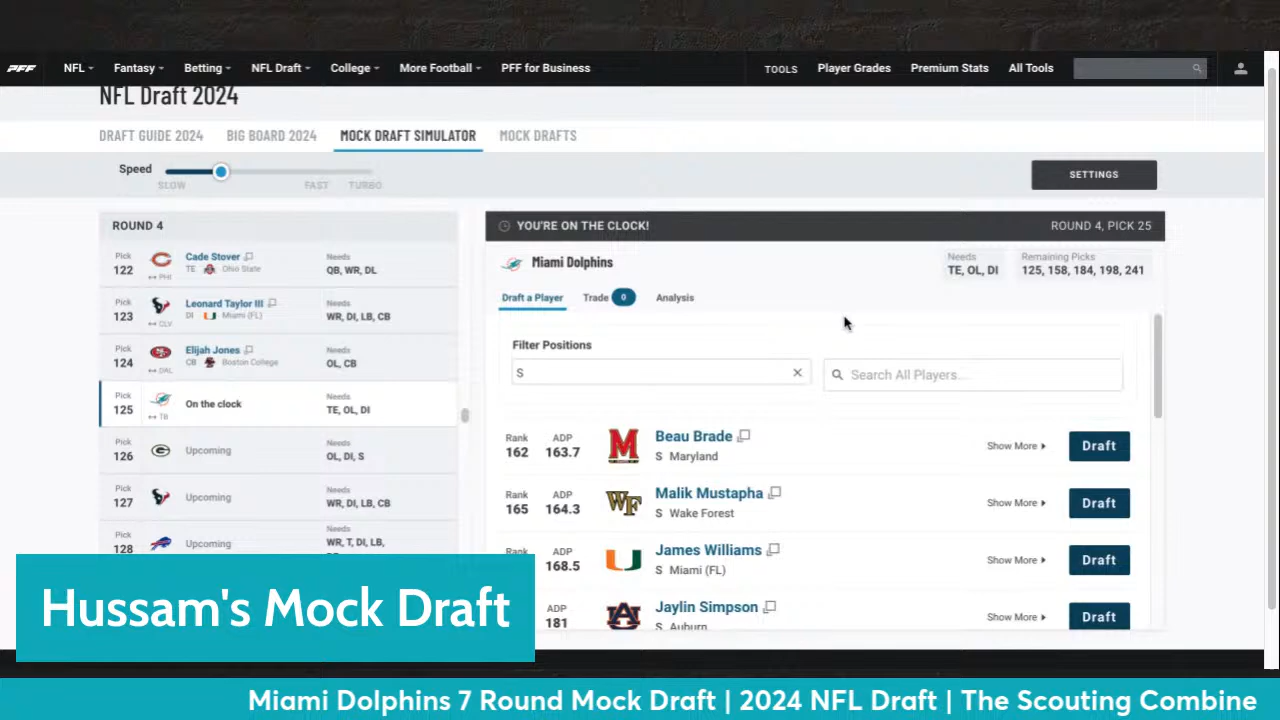 PFF NFL Fantasy Betting NFL Draft College More Football PFF for Business TOOLS Player Grades Premium Stats All Tools
NFL Draft 2024
DRAFT GUIDE 2024 BIG BOARD 2024 MOCK DRAFT SIMULATOR MOCK DRAFTS
Speed
SLOW FAST TURBO
SETTINGS
ROUND 4
Pick 122 Cade Stover Needs
↔ PHI TE Ohio State QB, WR, DL
Pick 123 Leonard Taylor III Needs
↔ CLV DI Miami (FL) WR, DI, LB, CB
Pick 124 Elijah Jones Needs
↔ DAL CB Boston College OL, CB
Pick 125 On the clock Needs
↔ TB TE, OL, DI
Pick 126 Upcoming Needs
OL, DI, S
Pick 127 Upcoming Needs
WR, DI, LB, CB
Pick 128 Upcoming Needs
WR, T, DI, LB,
YOU'RE ON THE CLOCK! ROUND 4, PICK 25
Miami Dolphins
Needs
TE, OL, DI
Remaining Picks
125, 158, 184, 198, 241
Draft a Player Trade 0 Analysis
Filter Positions
S
Search All Players...
Rank 162 ADP 163.7 M Beau Brade Show More Draft
S Maryland
Rank 165 ADP 164.3 WF Malik Mustapha Show More Draft
S Wake Forest
Rank ADP 168.5 James Williams Show More Draft
S Miami (FL)
ADP 181 Jaylin Simpson Show More Draft
S Auburn
Hussam's Mock Draft
Miami Dolphins 7 Round Mock Draft | 2024 NFL Draft | The Scouting Combine